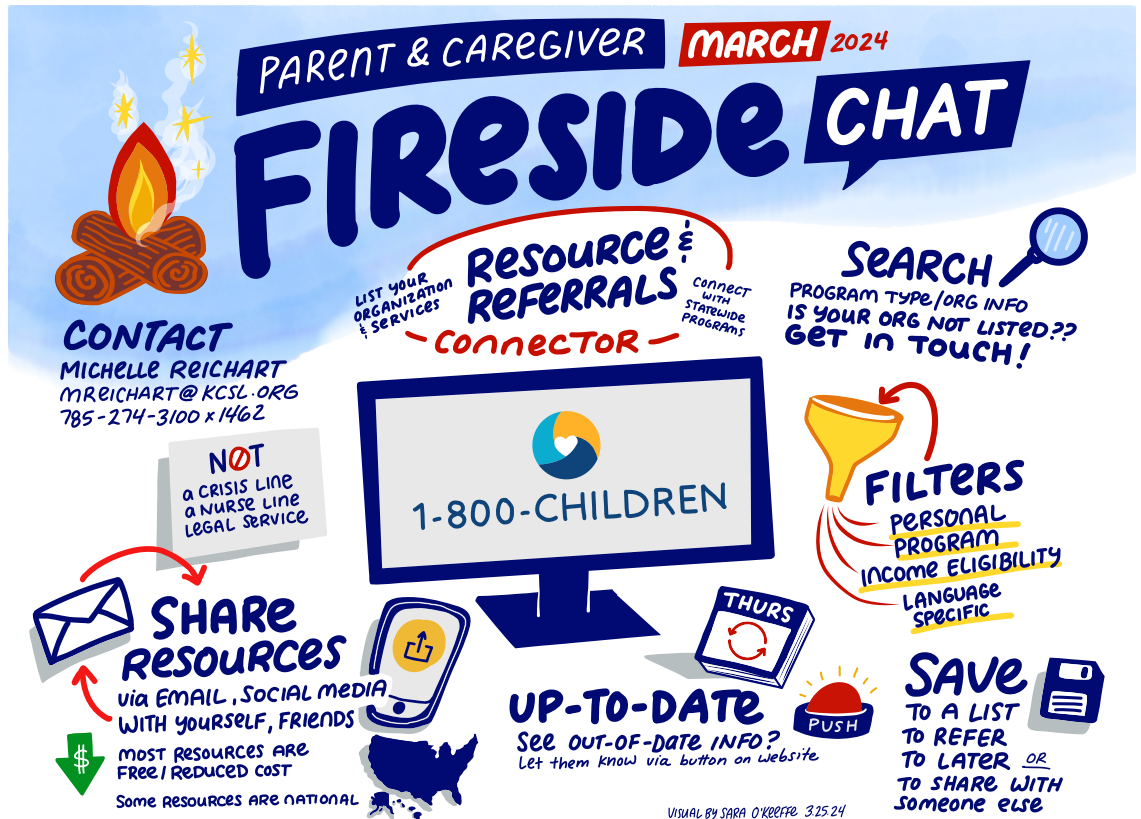 PARENT & CAREGIVER
MARCH 2024
FIRESIDE
CHAT
LIST YOUR
ORGANIZATION
& SERVICES
RESOURCE &
REFERRALS
CONNECTOR
CONNECT
WITH
STATEWIDE
PROGRAMS
SEARCH
PROGRAM TYPE/ORG INFO
IS YOUR ORG NOT LISTED??
GET IN TOUCH!
CONTACT
MICHELLE REICHART
MREICHART@KCSL.ORG
785-274-3100 x 1462
NOT
a CRISIS LINE
a NURSE LINE
LEGAL SERVICE
1-800-CHILDREN
FILTERS
PERSONAL
PROGRAM
INCOME ELIGIBILITY
LANGUAGE
SPECIFIC
SHARE
RESOURCES
via EMAIL, SOCIAL MEDIA
WITH YOURSELF, FRIENDS
$
MOST RESOURCES ARE
FREE/REDUCED COST
SOME RESOURCES ARE NATIONAL
THURS
UP-TO-DATE
SEE OUT-OF-DATE INFO?
Let them know via button on website
PUSH
SAVE
TO A LIST
TO REFER
TO LATER OR
TO SHARE WITH
SOMEONE ELSE
VISUAL BY SARA O'KEEFFE 3.25.24